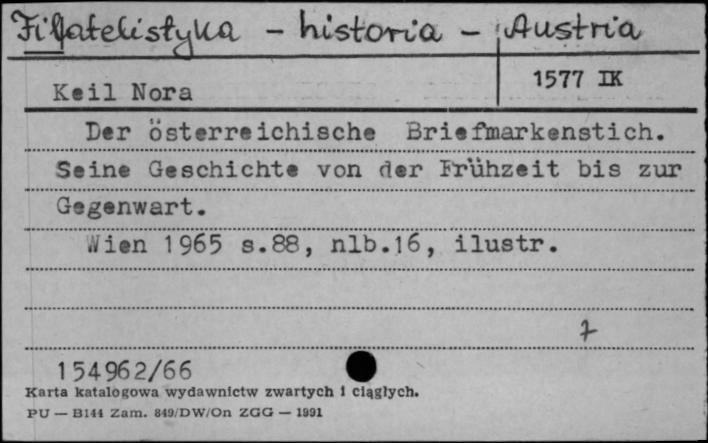 Filatelistyka - historia - Austria
1577 IK
Keil Nora
Der österreichische Briefmarkenstich.
Seine Geschichte von der Frühzeit bis zur
Gegenwart.
Wien 1965 s.88, nlb.16, ilustr.
7
154962/66
Karta katalogowa wydawnictw zwartych i ciągłych.
PU — B144 Zam. 849/DW/On ZGG — 1991